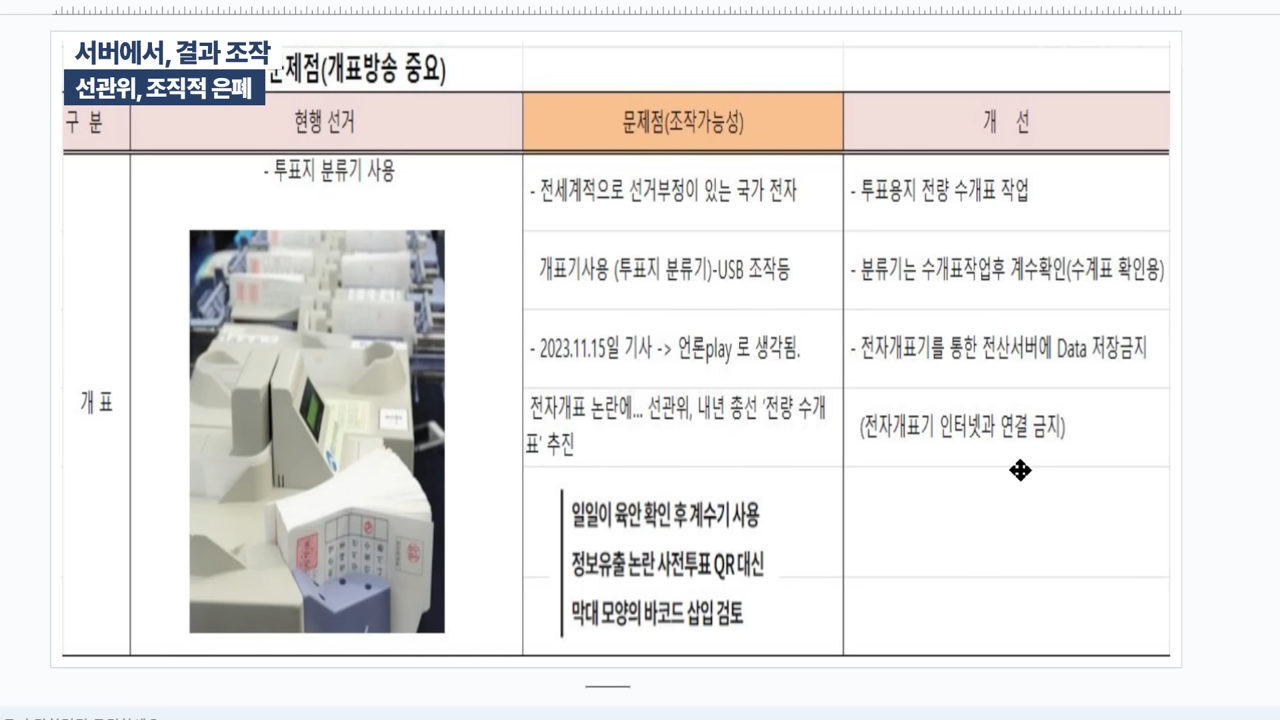 서버에서, 결과 조작
선관위, 조직적 은폐
문제점(개표방송 중요)
구 분
현행 선거
문제점(조작가능성)
개 선
개 표
- 투표지 분류기 사용
- 전세계적으로 선거부정이 있는 국가 전자
개표기사용 (투표지 분류기)-USB 조작등
- 2023.11.15일 기사 -> 언론play 로 생각됨.
전자개표 논란에... 선관위, 내년 총선 '전량 수개
표' 추진
일일이 육안 확인 후 계수기 사용
정보유출 논란 사전투표 QR 대신
막대 모양의 바코드 삽입 검토
- 투표용지 전량 수개표 작업
- 분류기는 수개표작업후 계수확인(수계표 확인용)
- 전자개표기를 통한 전산서버에 Data 저장금지
(전자개표기 인터넷과 연결 금지)